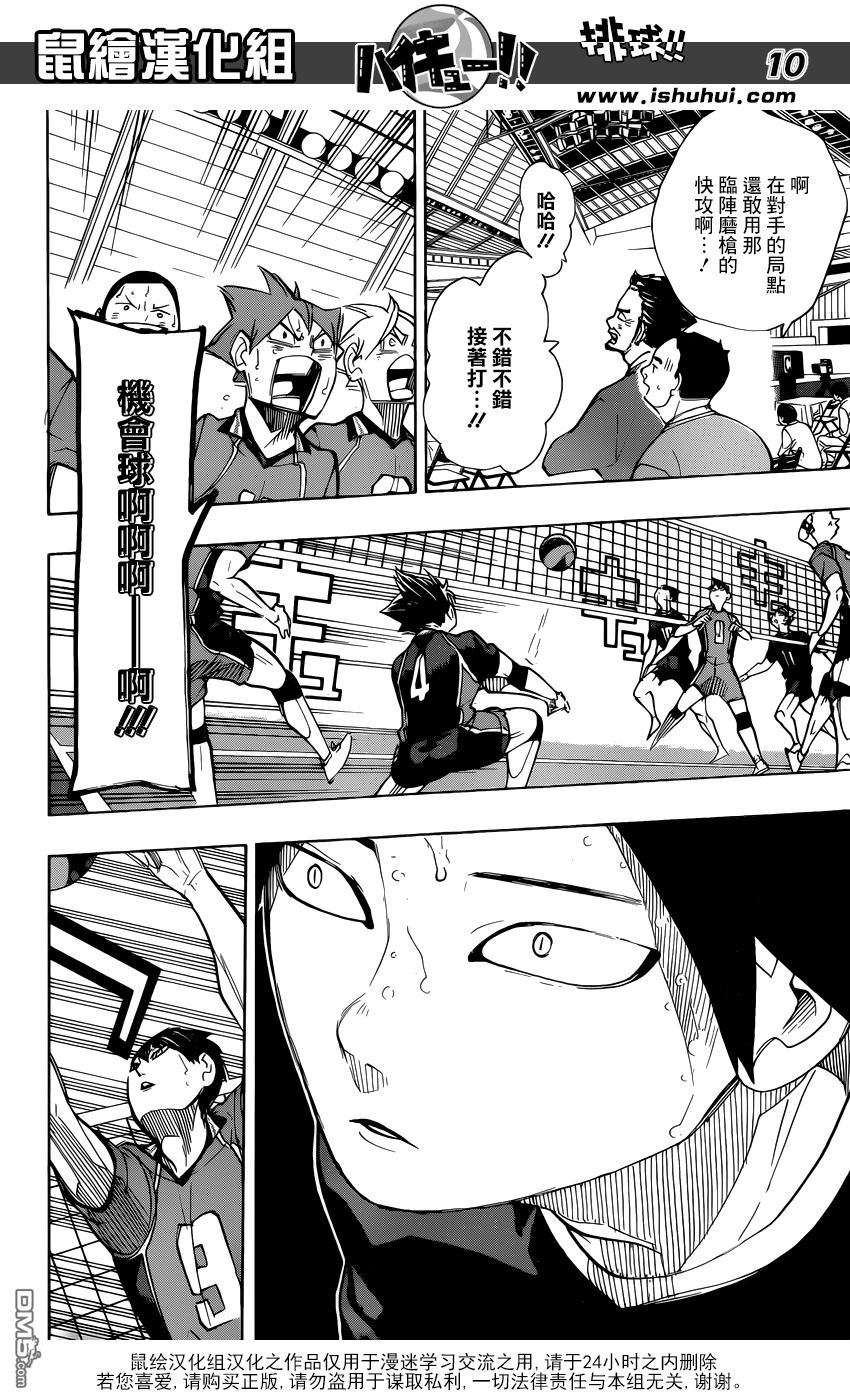 鼠繪漢化組
ハイキュー!!
排球!!
10
www.ishuhui.com
啊
在對手的局點
還敢用那
臨陣磨槍的
快攻啊…!
哈哈!!
不錯不錯
接著打…!!
機會球啊啊啊——啊!!!
4
9
9
DM5.com
鼠绘汉化组汉化之作品仅用于漫迷学习交流之用, 请于24小时之内删除
若您喜爱, 请购买正版, 请勿盗用于谋取私利, 一切法律责任与本组无关, 谢谢。